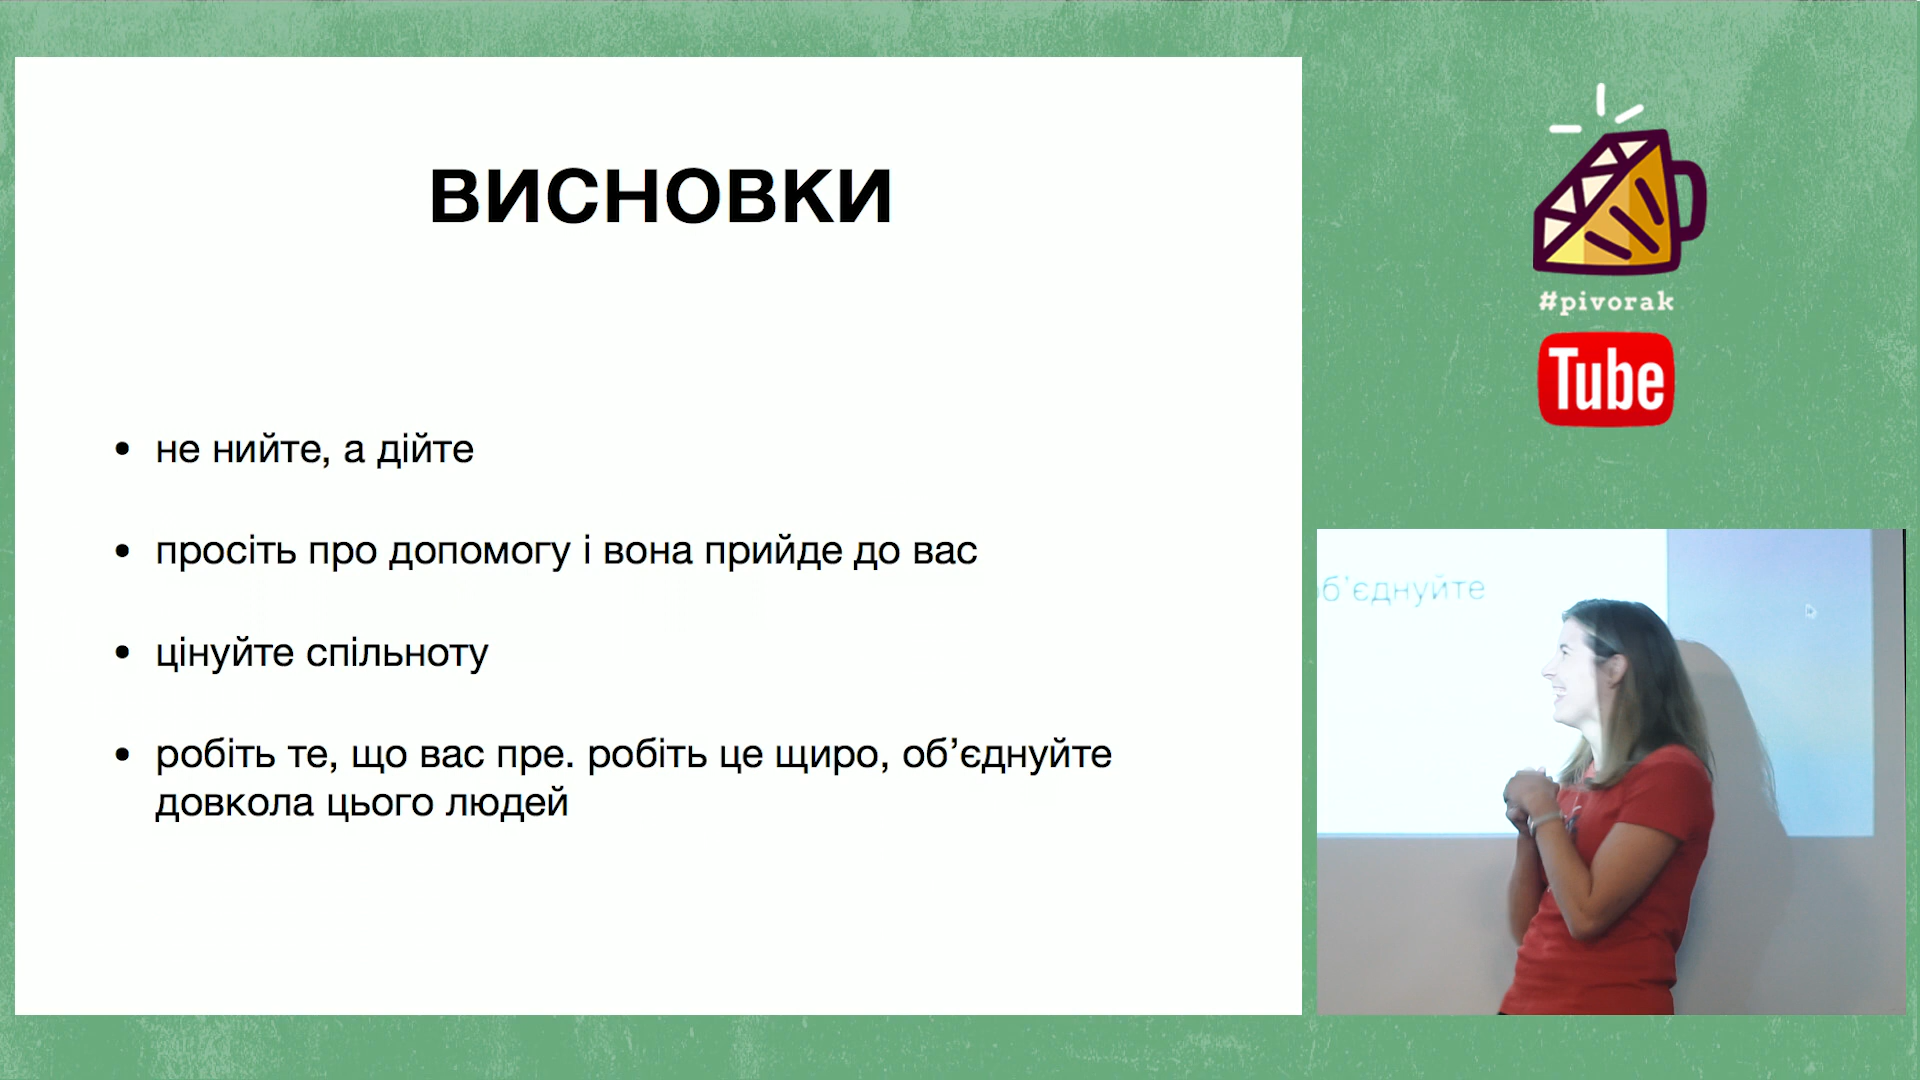 ВИСНОВКИ
• не нийте, а дійте
• просіть про допомогу і вона прийде до вас
• цінуйте спільноту
• робіть те, що вас пре. робіть це щиро, об’єднуйте
довкола цього людей
#pivorak
Tube
об’єднуйте